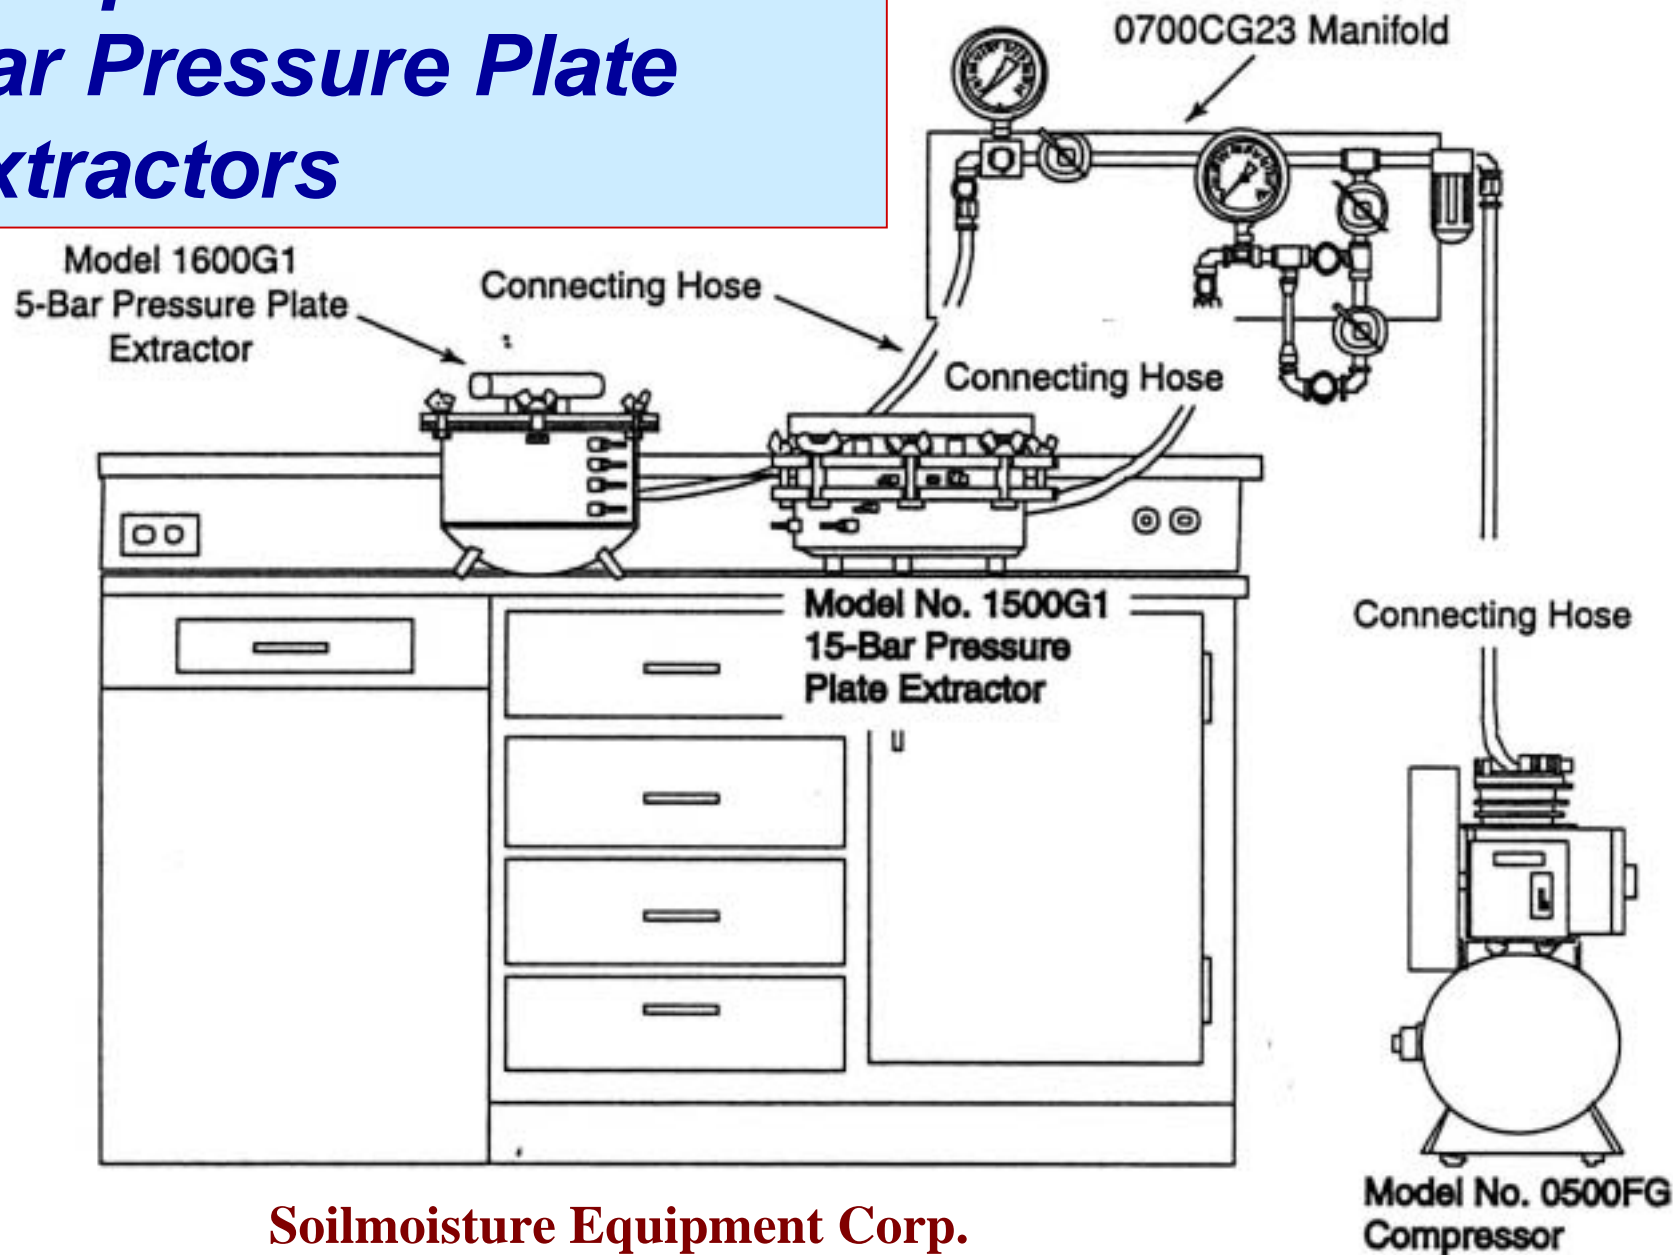 ar Pressure Plate
xtractors
0700CG23 Manifold
Model 1600G1
5-Bar Pressure Plate
Extractor
Connecting Hose
Connecting Hose
Model No. 1500G1
15-Bar Pressure
Plate Extractor
Connecting Hose
Model No. 0500FG
Compressor
Soilmoisture Equipment Corp.